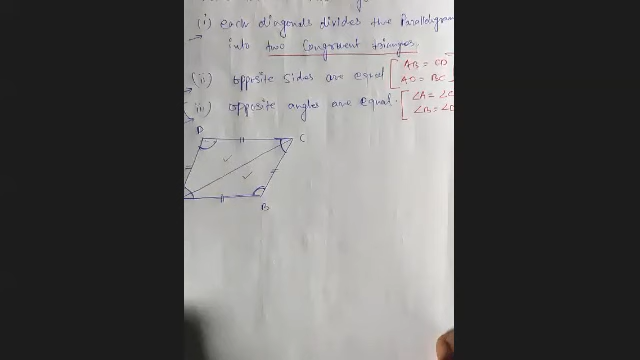 (i) each diagonals divides the Parallelogram
into two Congruent triangles.
(ii) opposite sides are equal [ AB = CD
AD = BC ]
(iii) opposite angles are equal. [ ∠A = ∠C
∠B = ∠D
D
C
B